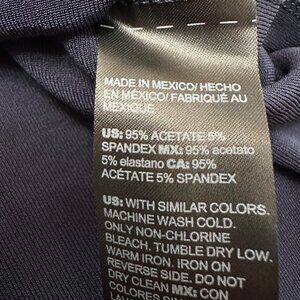 MADE IN MEXICO/ HECHO
EN MÉXICO/ FABRIQUÉ AU
MEXIQUE
US: 95% ACETATE 5%
SPANDEX MX: 95% acetato
5% elastano CA: 95%
ACÉTATE 5% SPANDEX
US: WITH SIMILAR COLORS.
MACHINE WASH COLD.
ONLY NON-CHLORINE
BLEACH. TUMBLE DRY LOW.
WARM IRON. IRON ON
REVERSE SIDE. DO NOT
DRY CLEAN MX: CON
COLORES